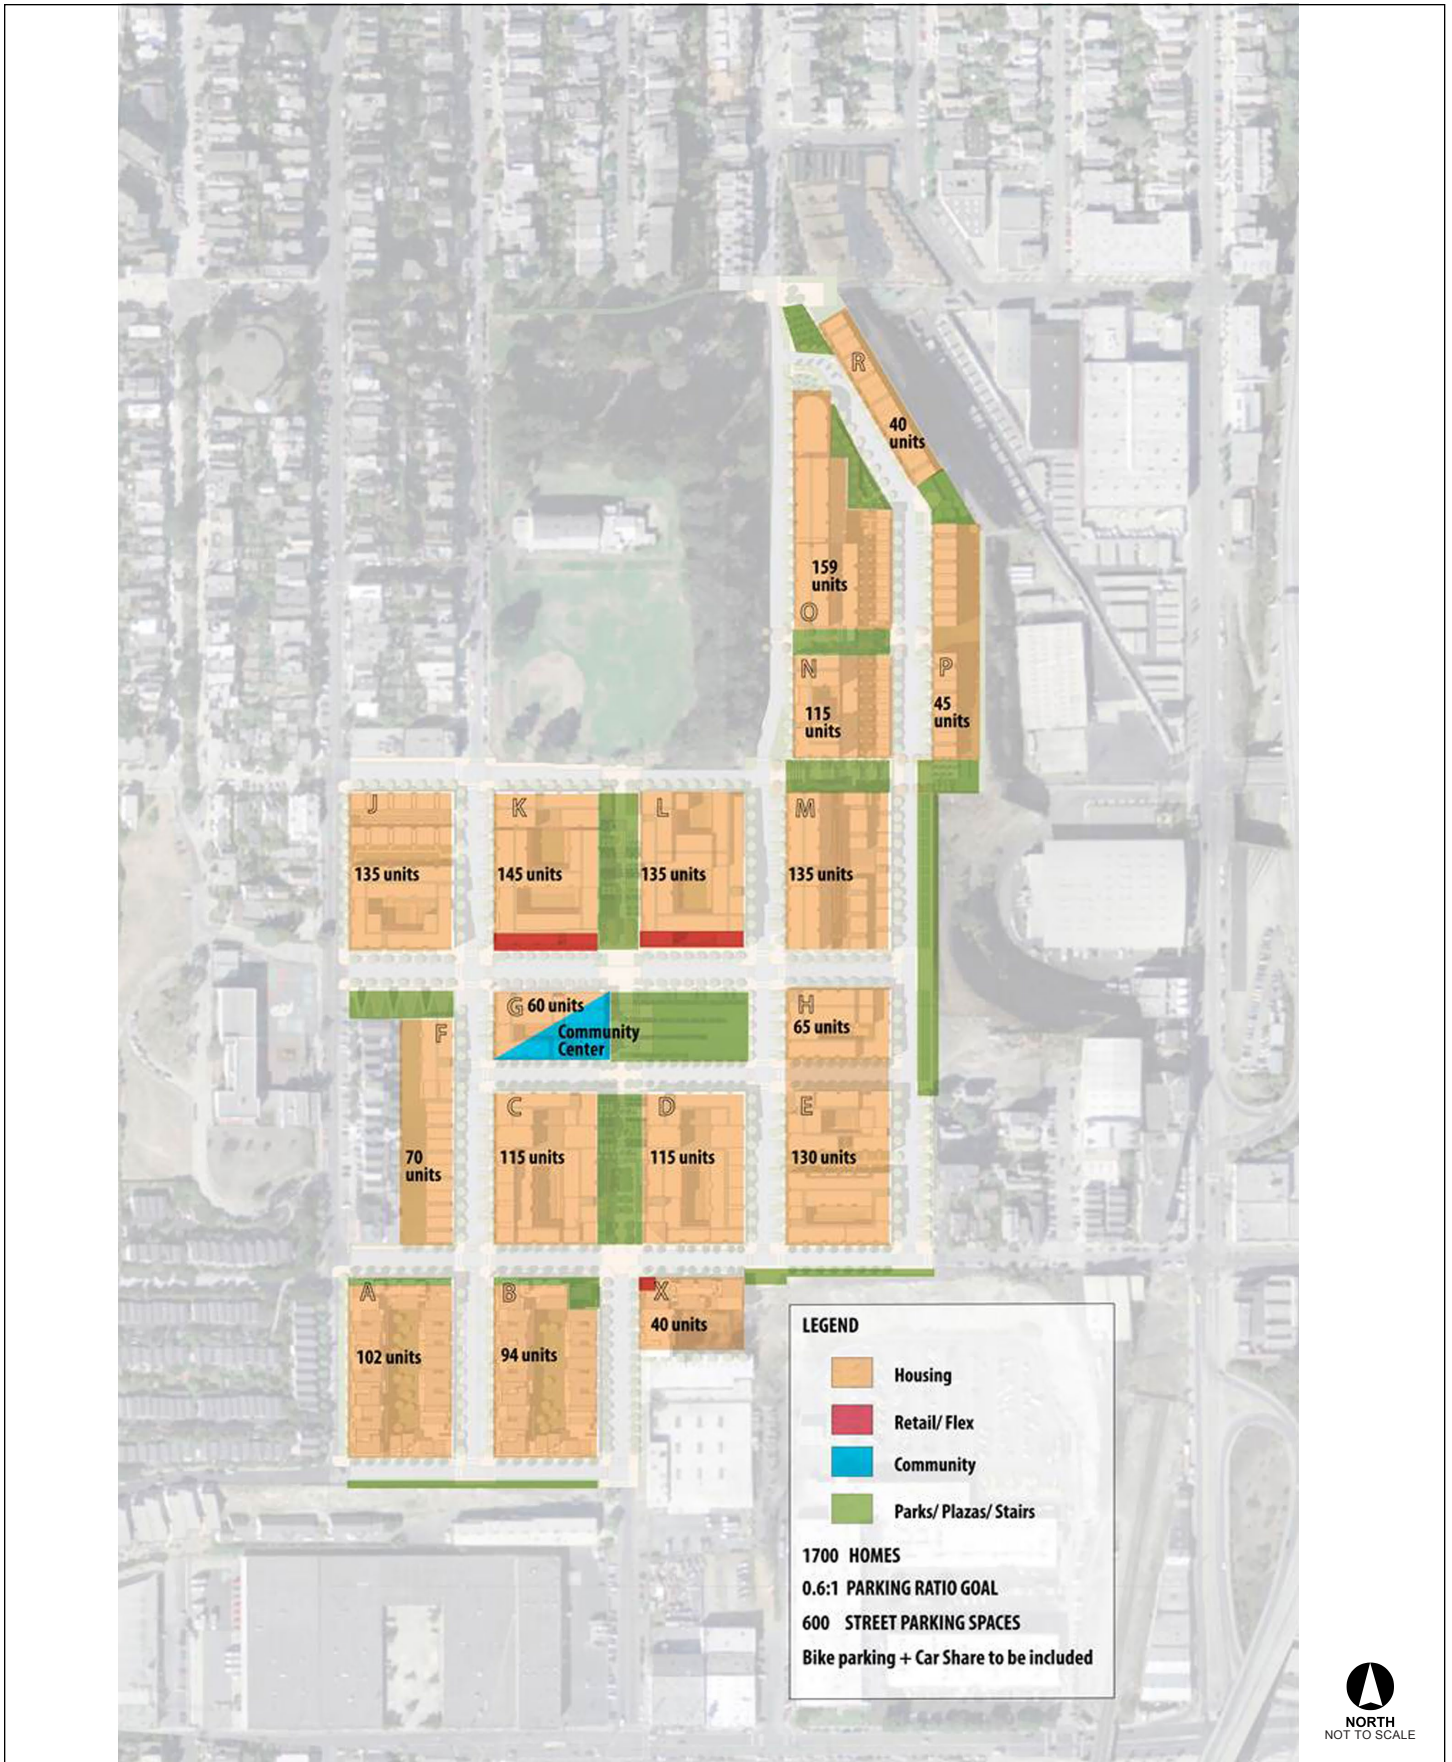 R
40
units
159
units
O
N
P
115
units
45
units
J
K
L
M
135 units
145 units
135 units
135 units
G 60 units
H
Community
Center
65 units
F
C
D
E
70
units
115 units
115 units
130 units
A
B
X
40 units
102 units
94 units
LEGEND
Housing
Retail/ Flex
Community
Parks/ Plazas/ Stairs
1700 HOMES
0.6:1 PARKING RATIO GOAL
600 STREET PARKING SPACES
Bike parking + Car Share to be included
NORTH
NOT TO SCALE